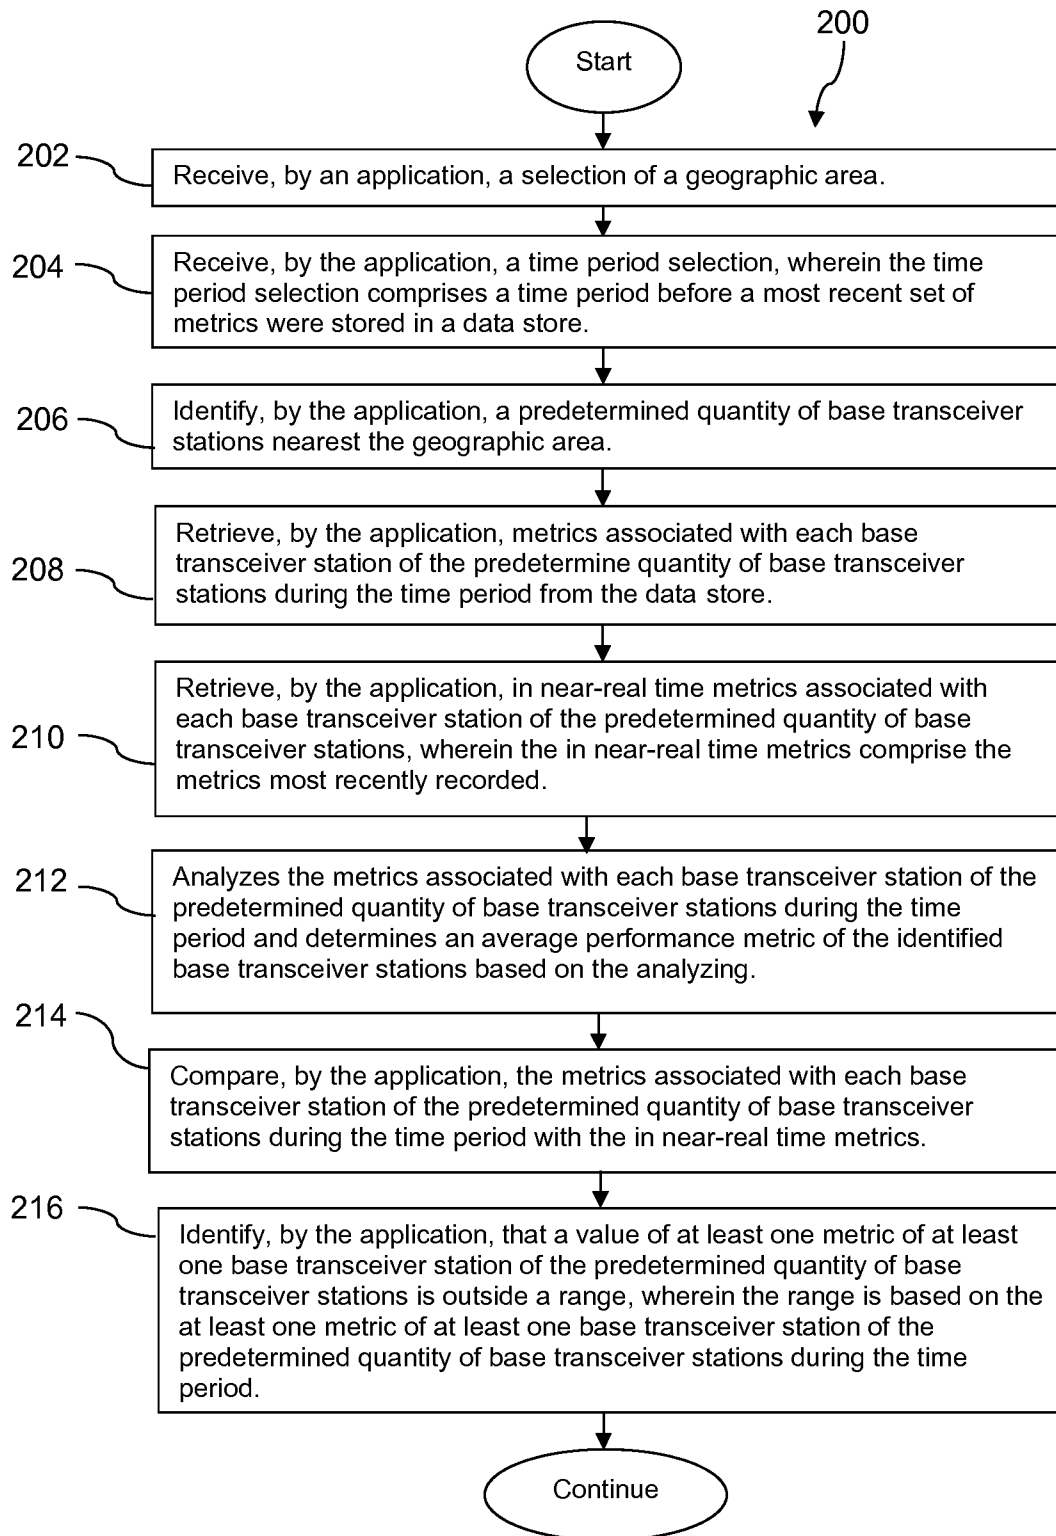 200
Start
202
Receive, by an application, a selection of a geographic area.
204
Receive, by the application, a time period selection, wherein the time
period selection comprises a time period before a most recent set of
metrics were stored in a data store.
206
Identify, by the application, a predetermined quantity of base transceiver
stations nearest the geographic area.
208
Retrieve, by the application, metrics associated with each base
transceiver station of the predetermine quantity of base transceiver
stations during the time period from the data store.
210
Retrieve, by the application, in near-real time metrics associated with
each base transceiver station of the predetermined quantity of base
transceiver stations, wherein the in near-real time metrics comprise the
metrics most recently recorded.
212
Analyzes the metrics associated with each base transceiver station of the
predetermined quantity of base transceiver stations during the time
period and determines an average performance metric of the identified
base transceiver stations based on the analyzing.
214
Compare, by the application, the metrics associated with each base
transceiver station of the predetermined quantity of base transceiver
stations during the time period with the in near-real time metrics.
216
Identify, by the application, that a value of at least one metric of at least
one base transceiver station of the predetermined quantity of base
transceiver stations is outside a range, wherein the range is based on the
at least one metric of at least one base transceiver station of the
predetermined quantity of base transceiver stations during the time
period.
Continue